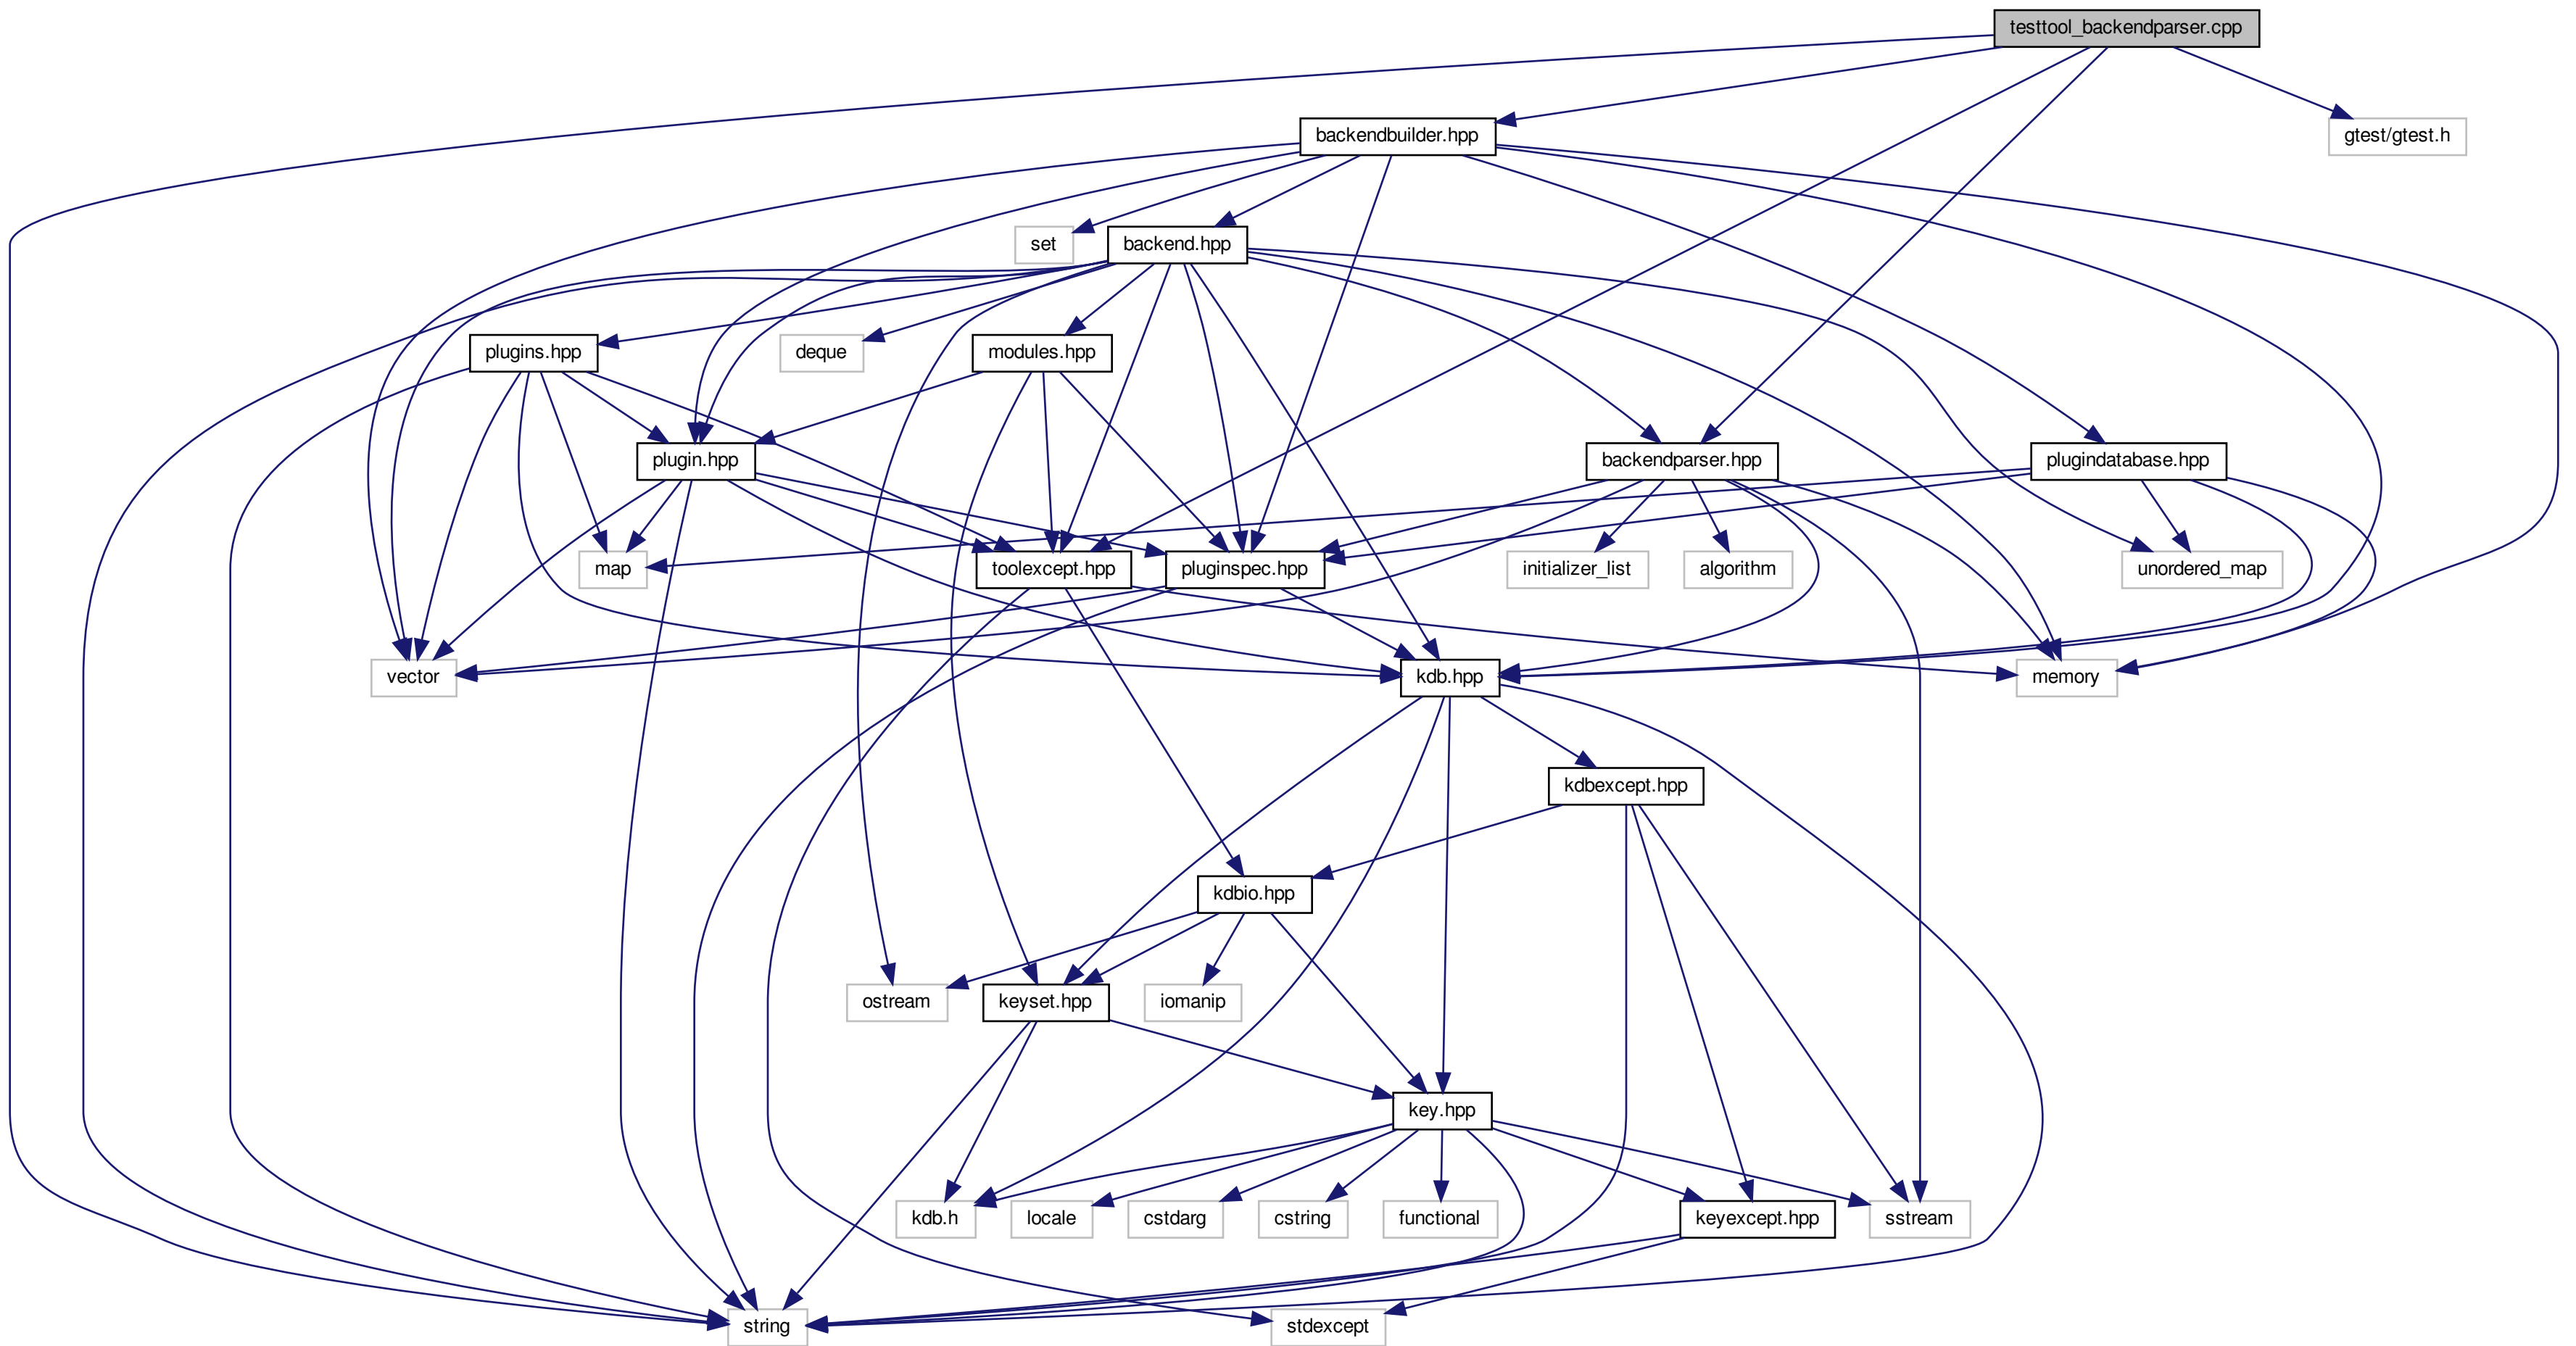 testtool_backendparser.cpp
backendbuilder.hpp
gtest/gtest.h
set
backend.hpp
plugins.hpp
deque
modules.hpp
plugin.hpp
backendparser.hpp
plugindatabase.hpp
map
toolexcept.hpp
pluginspec.hpp
initializer_list
algorithm
unordered_map
vector
kdb.hpp
memory
kdbexcept.hpp
kdbio.hpp
ostream
keyset.hpp
iomanip
key.hpp
kdb.h
locale
cstdarg
cstring
functional
keyexcept.hpp
sstream
string
stdexcept